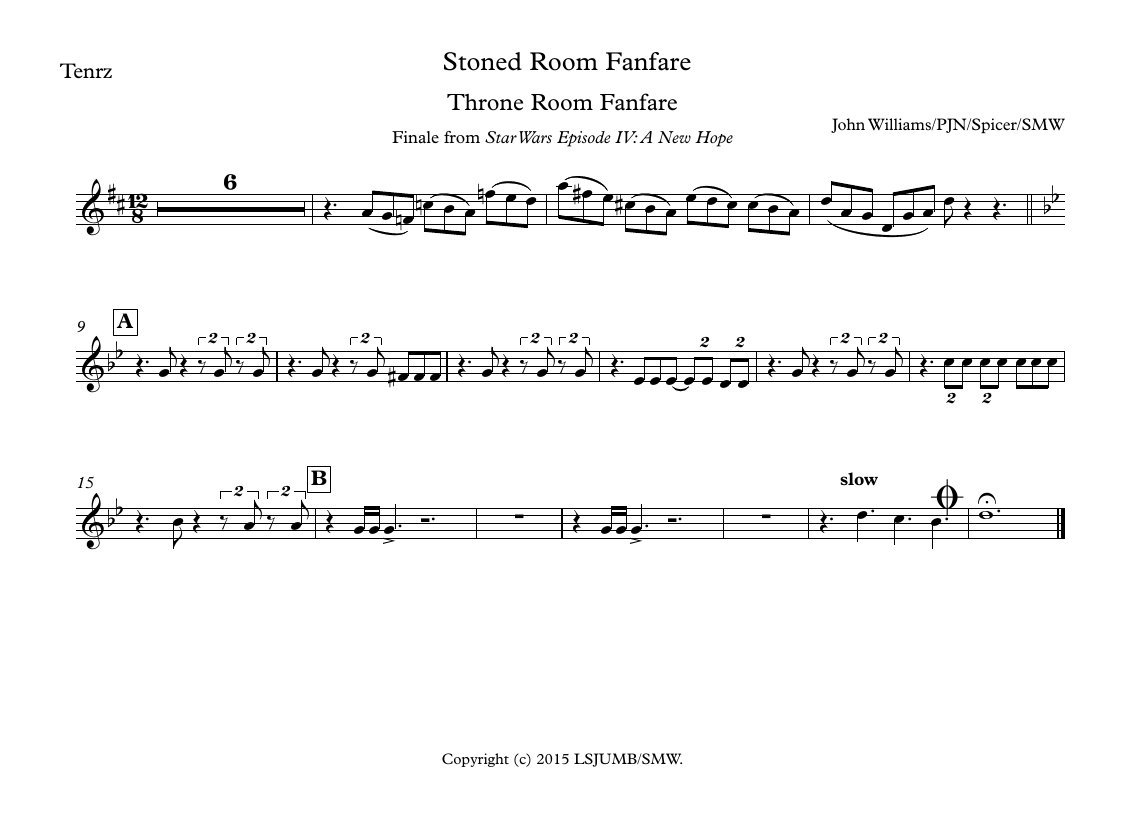 Tenrz
Stoned Room Fanfare
Throne Room Fanfare
Finale from Star Wars Episode IV: A New Hope
John Williams/PJN/Spicer/SMW
12
8
6
9
A
2 2 2 2 2 2 2 2 2
2 2
15
B
2 2
slow
Copyright (c) 2015 LSJUMB/SMW.